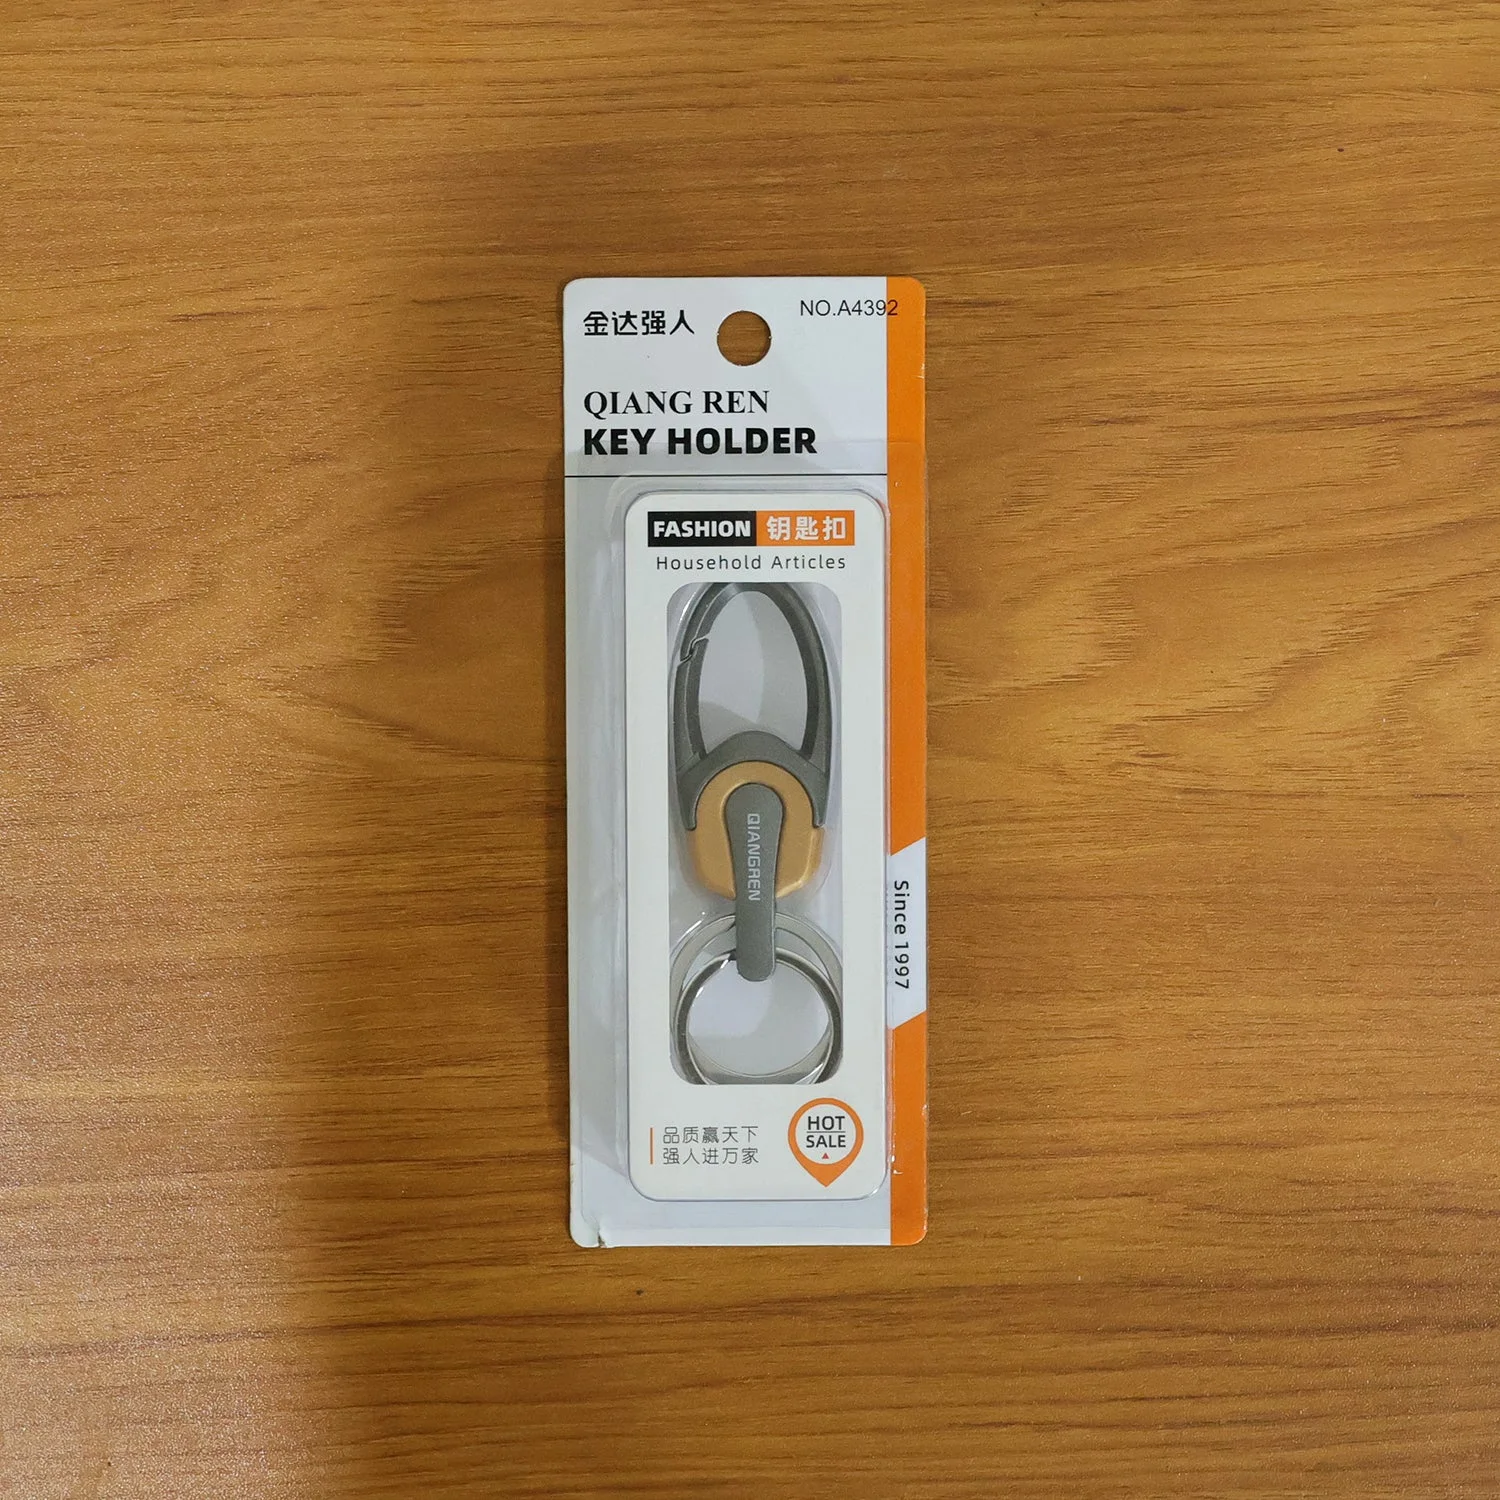 金达强人
NO.A4392
QIANG REN
KEY HOLDER
FASHION 钥匙扣
Household Articles
QIANGREN
Since 1997
品质赢天下
强人进万家
HOT
SALE